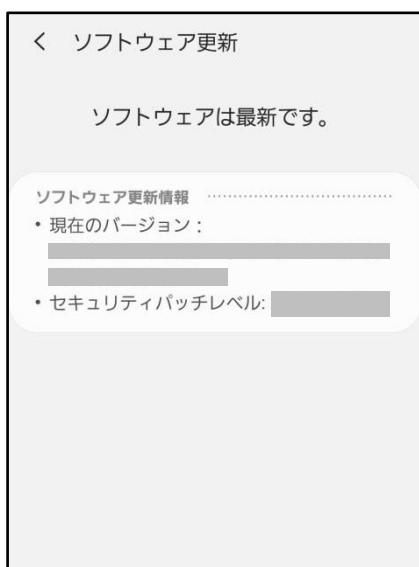 ソフトウェア更新
ソフトウェアは最新です。
ソフトウェア更新情報
• 現在のバージョン :
• セキュリティパッチレベル: